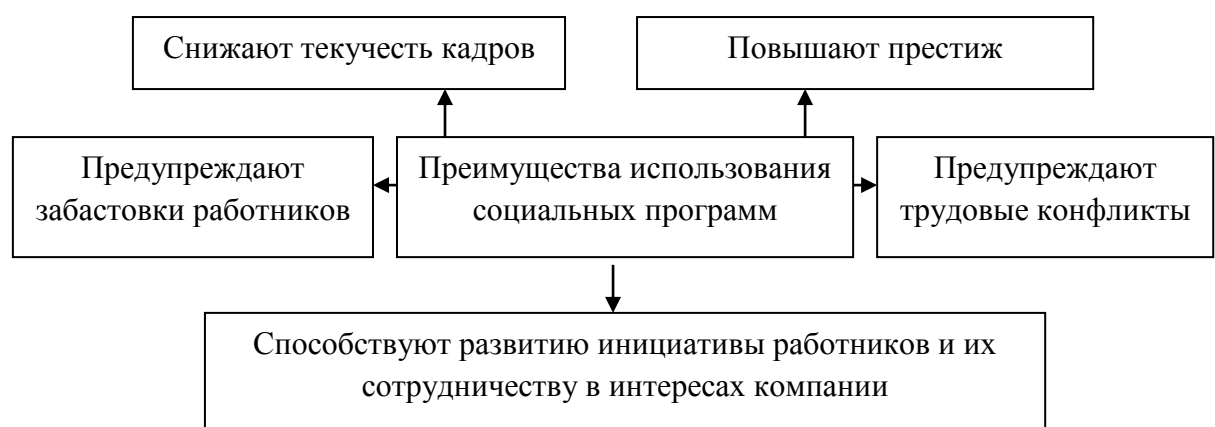 Снижают текучесть кадров
Повышают престиж
Предупреждают
забастовки работников
Преимущества использования
социальных программ
Предупреждают
трудовые конфликты
Способствуют развитию инициативы работников и их
сотрудничеству в интересах компании